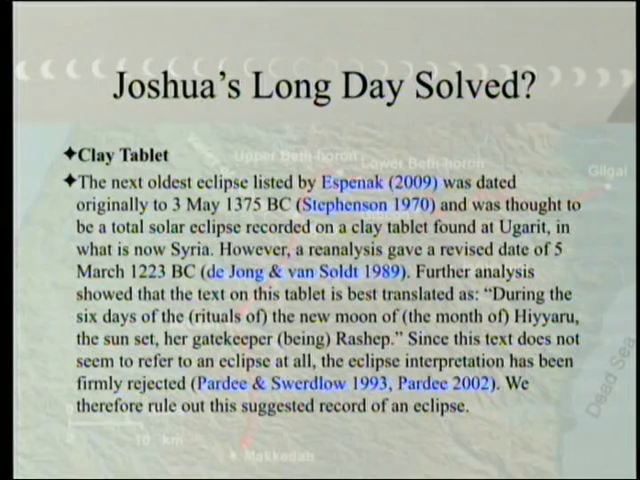 Joshua's Long Day Solved?
✦Clay Tablet
Upper Beth-horon
Lower Beth-horon
Gilgal
✦The next oldest eclipse listed by Espenak (2009) was dated
originally to 3 May 1375 BC (Stephenson 1970) and was thought to
be a total solar eclipse recorded on a clay tablet found at Ugarit, in
what is now Syria. However, a reanalysis gave a revised date of 5
March 1223 BC (de Jong & van Soldt 1989). Further analysis
showed that the text on this tablet is best translated as: “During the
six days of the (rituals of) the new moon of (the month of) Hiyyaru,
the sun set, her gatekeeper (being) Rashep.” Since this text does not
seem to refer to an eclipse at all, the eclipse interpretation has been
firmly rejected (Pardee & Swerdlow 1993, Pardee 2002). We
therefore rule out this suggested record of an eclipse.
Dead Sea
0 10 km
Makkedah